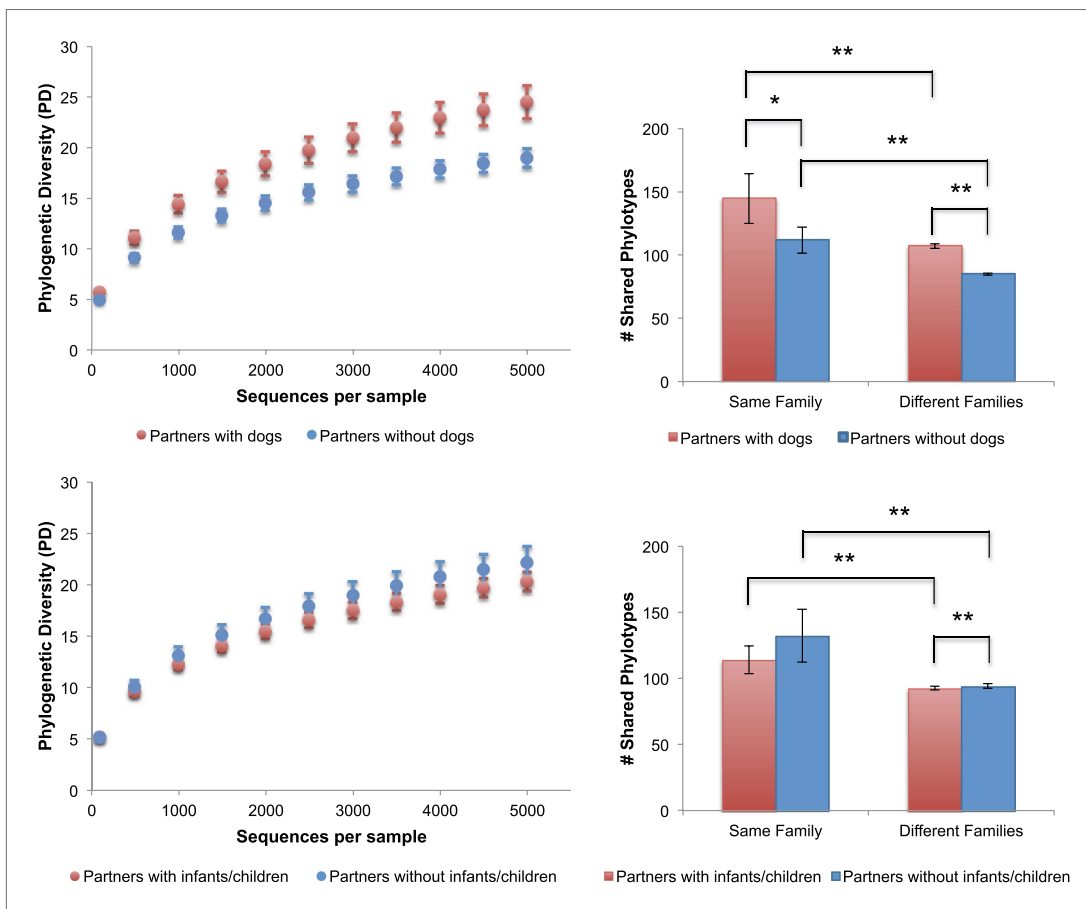 Phylogenetic Diversity (PD)
30
25
20
15
10
5
0
0 1000 2000 3000 4000 5000
Sequences per sample
Partners with dogs Partners without dogs
# Shared Phylotypes
200
150
100
50
0
**
*
**
**
Same Family Different Families
Partners with dogs Partners without dogs
Phylogenetic Diversity (PD)
30
25
20
15
10
5
0
0 1000 2000 3000 4000 5000
Sequences per sample
Partners with infants/children Partners without infants/children
# Shared Phylotypes
200
150
100
50
0
**
**
**
Same Family Different Families
Partners with infants/children Partners without infants/children